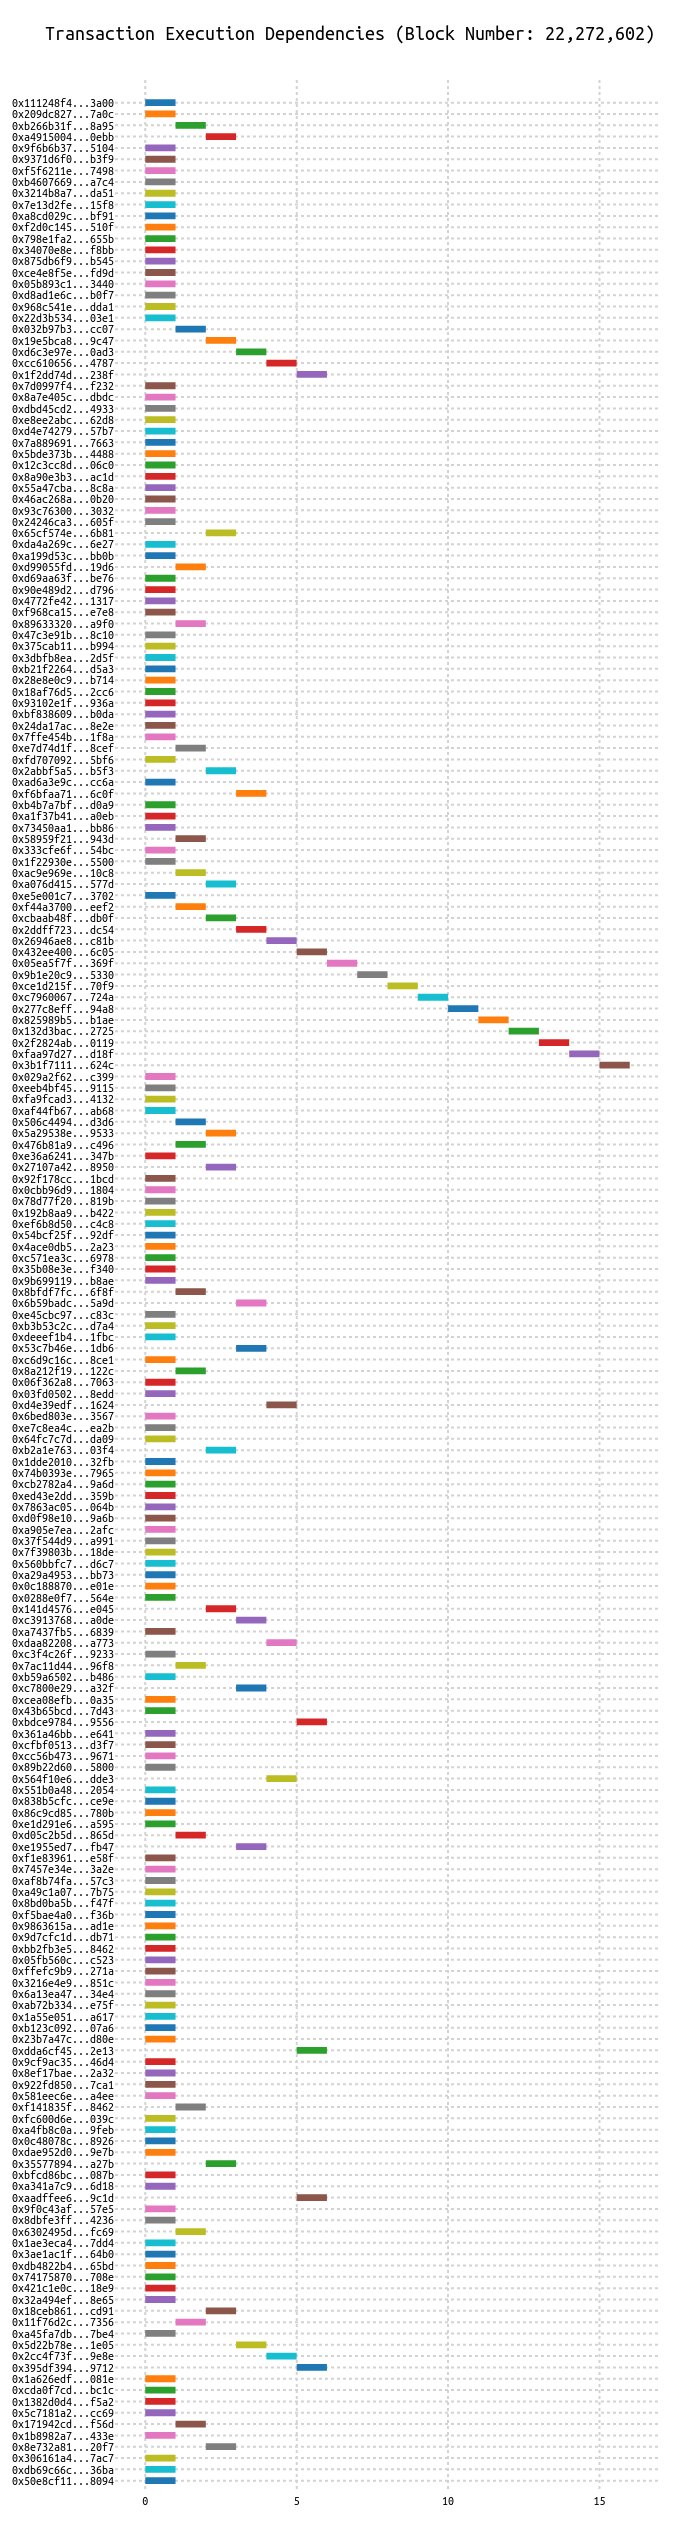 Transaction Execution Dependencies (Block Number: 22,272,602)
0x111248f4...3a00
0x209dc827...7a0c
0xb266b31f...8a95
0xa4915004...0ebb
0x9f6b6b37...5104
0x9371d6f0...b3f9
0xf5f6211e...7498
0xb4607669...a7c4
0x3214b8a7...da51
0x7e13d2fe...15f8
0xa8cd029c...bf91
0xf2d0c145...510f
0x798e1fa2...655b
0x34070e8e...f8bb
0x875db6f9...b545
0xce4e8f5e...fd9d
0x05b893c1...3440
0xd8ad1e6c...b0f7
0x968c541e...dda1
0x22d3b534...03e1
0x032b97b3...cc07
0x19e5bca8...9c47
0xd6c3e97e...0ad3
0xcc610656...4787
0x1f2dd74d...238f
0x7d0997f4...f232
0x8a7e405c...dbdc
0xdbd45cd2...4933
0xe8ee2abc...62d8
0xd4e74279...57b7
0x7a889691...7663
0x5bde373b...4488
0x12c3cc8d...06c0
0x8a90e3b3...ac1d
0x55a47cba...8c8a
0x46ac268a...0b20
0x93c76300...3032
0x24246ca3...605f
0x65cf574e...6b81
0xda4a269c...6e27
0xa199d53c...bb0b
0xd99055fd...19d6
0xd69aa63f...be76
0x90e489d2...d796
0x4772fe42...1317
0xf968ca15...e7e8
0x89633320...a9f0
0x47c3e91b...8c10
0x375cab11...b994
0x3dbfb8ea...2d5f
0xb21f2264...d5a3
0x28e8e0c9...b714
0x18af76d5...2cc6
0x93102e1f...936a
0xbf838609...b0da
0x24da17ac...8e2e
0x7ffe454b...1f8a
0xe7d74d1f...8cef
0xfd707092...5bf6
0x2abbf5a5...b5f3
0xad6a3e9c...cc6a
0xf6bfaa71...6c0f
0xb4b7a7bf...d0a9
0xa1f37b41...a0eb
0x73450aa1...bb86
0x58959f21...943d
0x333cfe6f...54bc
0x1f22930e...5500
0xac9e969e...10c8
0xa076d415...577d
0xe5e001c7...3702
0xf44a3700...eef2
0xcbaab48f...db0f
0x2ddff723...dc54
0x26946ae8...c81b
0x432ee400...6c05
0x05ea5f7f...369f
0x9b1e20c9...5330
0xce1d215f...70f9
0xc7960067...724a
0x277c8eff...94a8
0x825989b5...b1ae
0x132d3bac...2725
0x2f2824ab...0119
0xfaa97d27...d18f
0x3b1f7111...624c
0x029a2f62...c399
0xeeb4bf45...9115
0xfa9fcad3...4132
0xaf44fb67...ab68
0x506c4494...d3d6
0x5a29538e...9533
0x476b81a9...c496
0xe36a6241...347b
0x27107a42...8950
0x92f178cc...1bcd
0x0cbb96d9...1804
0x78d77f20...819b
0x192b8aa9...b422
0xef6b8d50...c4c8
0x54bcf25f...92df
0x4ace0db5...2a23
0xc571ea3c...6978
0x35b08e3e...f340
0x9b699119...b8ae
0x8bfdf7fc...6f8f
0x6b59badc...5a9d
0xe45cbc97...c83c
0xb3b53c2c...d7a4
0xdeeef1b4...1fbc
0x53c7b46e...1db6
0xc6d9c16c...8ce1
0x8a212f19...122c
0x06f362a8...7063
0x03fd0502...8edd
0xd4e39edf...1624
0x6bed803e...3567
0xe7c8ea4c...ea2b
0x64fc7c7d...da09
0xb2a1e763...03f4
0x1dde2010...32fb
0x74b0393e...7965
0xcb2782a4...9a6d
0xed43e2dd...359b
0x7863ac05...064b
0xd0f98e10...9a6b
0xa905e7ea...2afc
0x37f544d9...a991
0x7f39803b...18de
0x560bbfc7...d6c7
0xa29a4953...bb73
0x0c188870...e01e
0x0288e0f7...564e
0x141d4576...e045
0xc3913768...a0de
0xa7437fb5...6839
0xdaa82208...a773
0xc3f4c26f...9233
0x7ac11d44...96f8
0xb59a6502...b486
0xc7800e29...a32f
0xcea08efb...0a35
0x43b65bcd...7d43
0xbdce9784...9556
0x361a46bb...e641
0xcfbf0513...d3f7
0xcc56b473...9671
0x89b22d60...5800
0x564f10e6...dde3
0x551b0a48...2054
0x838b5cfc...ce9e
0x86c9cd85...780b
0xe1d291e6...a595
0xd05c2b5d...865d
0xe1955ed7...fb47
0xf1e83961...e58f
0x7457e34e...3a2e
0xaf8b74fa...57c3
0xa49c1a07...7b75
0x8bd0ba5b...f47f
0xf5bae4a0...f36b
0x9863615a...ad1e
0x9d7cfc1d...db71
0xbb2fb3e5...8462
0x05fb560c...c523
0xffefc9b9...271a
0x3216e4e9...851c
0x6a13ea47...34e4
0xab72b334...e75f
0x1a55e051...a617
0xb123c092...07a6
0x23b7a47c...d80e
0xdda6cf45...2e13
0x9cf9ac35...46d4
0x8ef17bae...2a32
0x922fd850...7ca1
0x581eec6e...a4ee
0xf141835f...8462
0xfc600d6e...039c
0xa4fb8c0a...9feb
0x0c48078c...8926
0xdae952d0...9e7b
0x35577894...a27b
0xbfcd86bc...087b
0xa341a7c9...6d18
0xaadffee6...9c1d
0x9f0c43af...57e5
0x8dbfe3ff...4236
0x6302495d...fc69
0x1ae3eca4...7dd4
0x3ae1ac1f...64b0
0xdb4822b4...65bd
0x74175870...708e
0x421c1e0c...18e9
0x32a494ef...8e65
0x18ceb861...cd91
0x11f76d2c...7356
0xa45fa7db...7be4
0x5d22b78e...1e05
0x2cc4f73f...9e8e
0x395df394...9712
0x1a626edf...081e
0xcda0f7cd...bc1c
0x1382d0d4...f5a2
0x5c7181a2...cc69
0x171942cd...f56d
0x1b8982a7...433e
0x8e732a81...20f7
0x306161a4...7ac7
0xdb69c66c...36ba
0x50e8cf11...8094
0 5 10 15